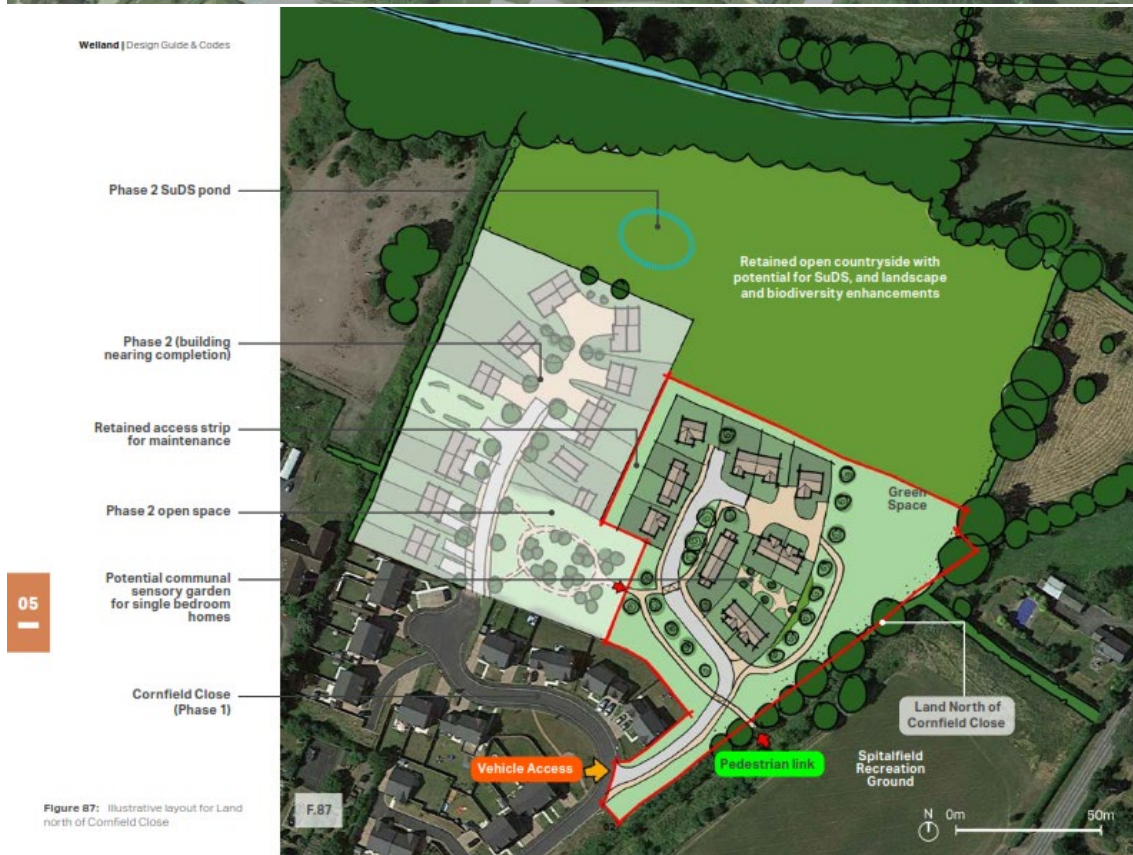 Welland | Design Guide & Codes
Phase 2 SuDS pond
Retained open countryside with
potential for SuDS, and landscape
and biodiversity enhancements
Phase 2 (building
nearing completion)
Retained access strip
for maintenance
Green
Space
Phase 2 open space
Potential communal
sensory garden
for single bedroom
homes
05
Cornfield Close
(Phase 1)
Land North of
Cornfield Close
Vehicle Access
Pedestrian link
Spitalfield
Recreation
Ground
Figure 87: Illustrative layout for Land
north of Cornfield Close
F.87
N 0m 50m